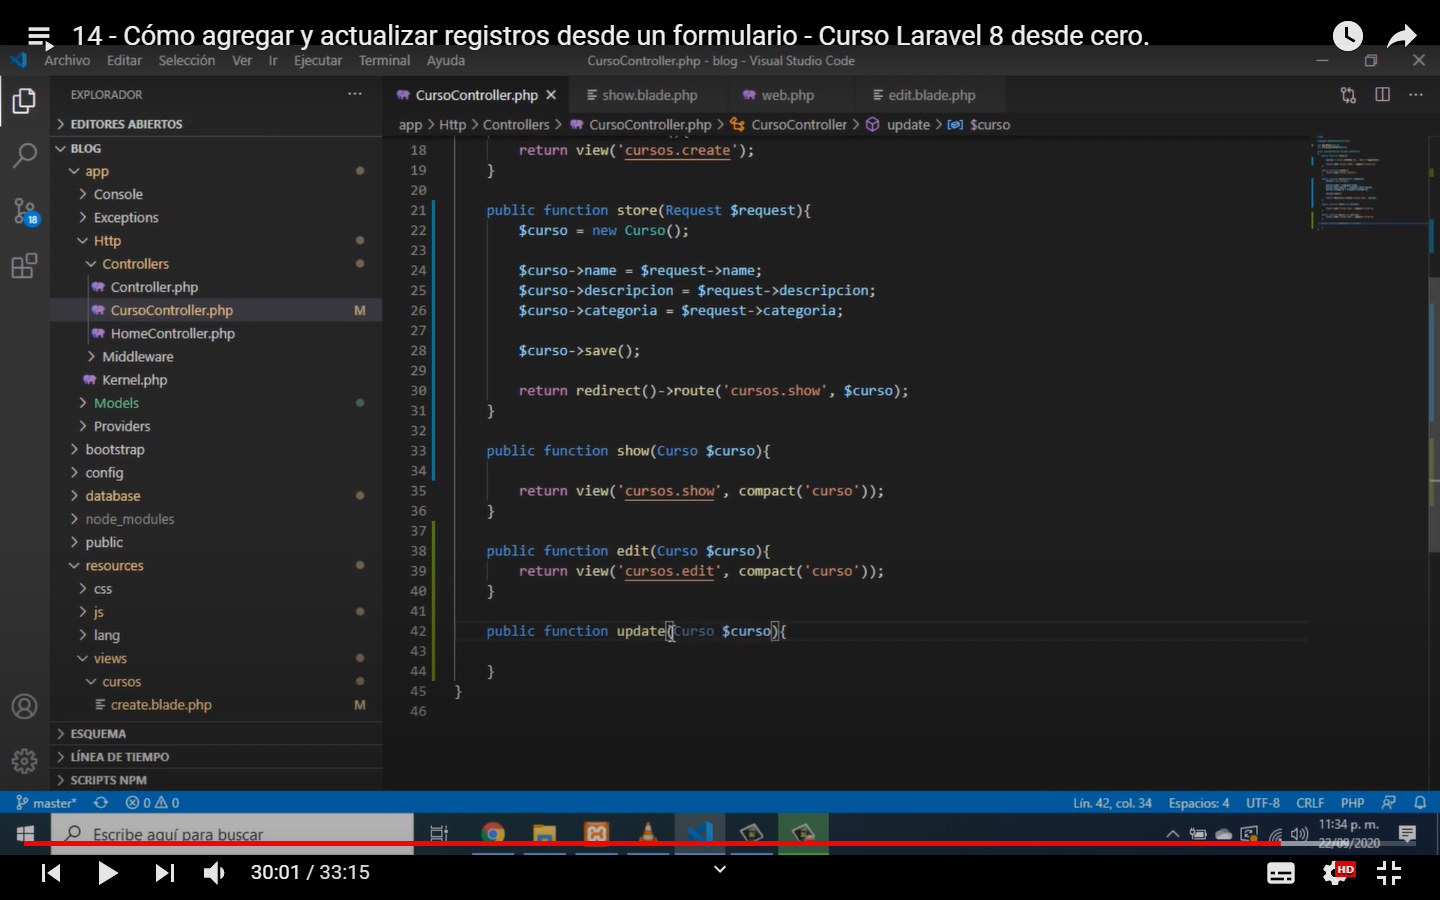 14 - Cómo agregar y actualizar registros desde un formulario - Curso Laravel 8 desde cero.
Archivo Editar Selección Ver Ir Ejecutar Terminal Ayuda
CursoController.php - blog - Visual Studio Code
EXPLORADOR
CursoController.php
show.blade.php
web.php
edit.blade.php
EDITORES ABIERTOS
app > Http > Controllers > CursoController.php > CursoController > update > $curso
BLOG
app
Console
Exceptions
Http
Controllers
Controller.php
CursoController.php M
HomeController.php
Middleware
Kernel.php
Models
Providers
bootstrap
config
database
node_modules
public
resources
css
js
lang
views
cursos
create.blade.php M
ESQUEMA
LÍNEA DE TIEMPO
SCRIPTS NPM
18
18 return view('cursos.create');
19 }
20
21 public function store(Request $request){
22 $curso = new Curso();
23
24 $curso->name = $request->name;
25 $curso->descripcion = $request->descripcion;
26 $curso->categoria = $request->categoria;
27
28 $curso->save();
29
30 return redirect()->route('cursos.show', $curso);
31 }
32
33 public function show(Curso $curso){
34
35 return view('cursos.show', compact('curso'));
36 }
37
38 public function edit(Curso $curso){
39 return view('cursos.edit', compact('curso'));
40 }
41
42 public function update(Curso $curso){
43
44 }
45 }
46
master* 0 0
Lín. 42, col. 34 Espacios: 4 UTF-8 CRLF PHP
Escribe aquí para buscar
11:34 p. m.
22/09/2020
30:01 / 33:15
HD